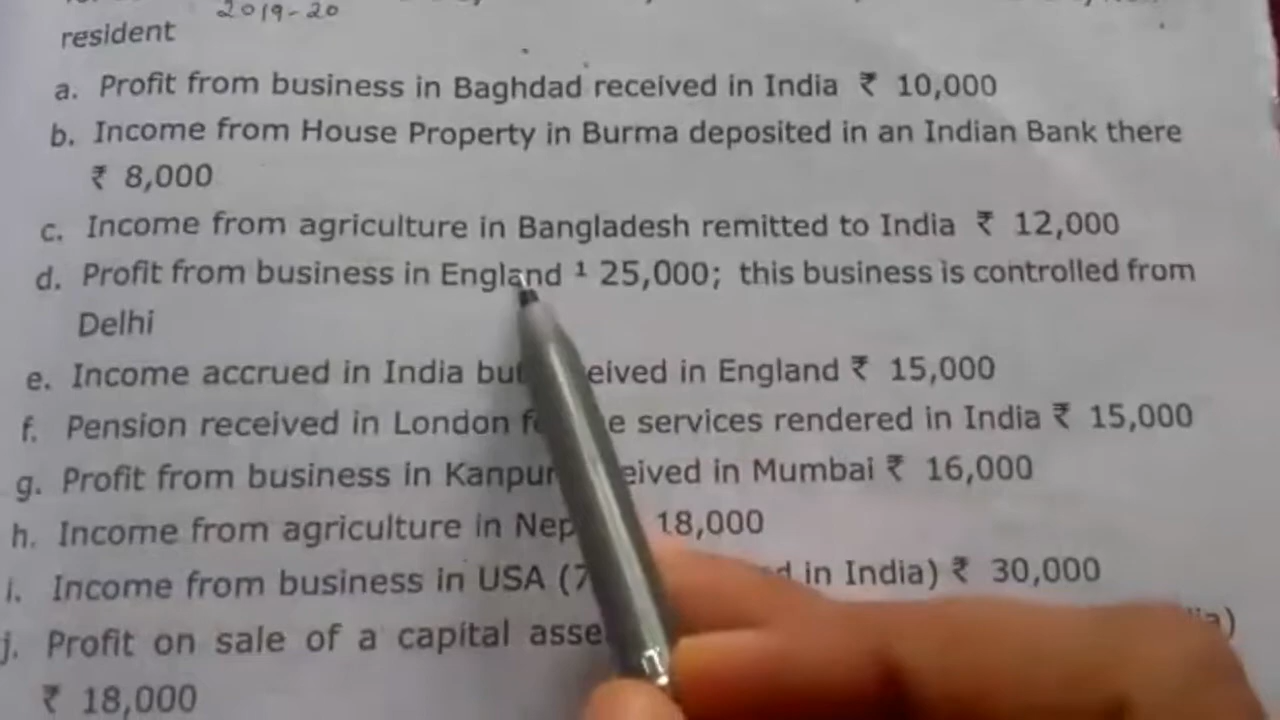 2019-20
resident
a. Profit from business in Baghdad received in India ₹ 10,000
b. Income from House Property in Burma deposited in an Indian Bank there
₹ 8,000
c. Income from agriculture in Bangladesh remitted to India ₹ 12,000
d. Profit from business in England ¹ 25,000; this business is controlled from
Delhi
e. Income accrued in India but eived in England ₹ 15,000
f. Pension received in London services rendered in India ₹ 15,000
g. Profit from business in Kanpur eived in Mumbai ₹ 16,000
h. Income from agriculture in Nep 18,000
i. Income from business in USA (7 d in India) ₹ 30,000
j. Profit on sale of a capital asse
₹ 18,000